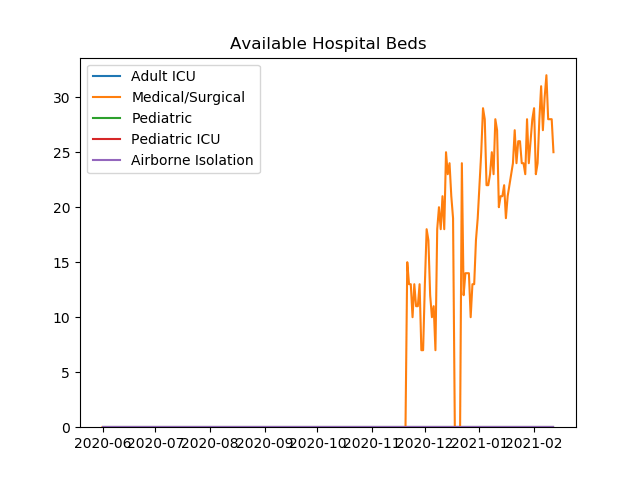 Available Hospital Beds
Adult ICU
Medical/Surgical
Pediatric
Pediatric ICU
Airborne Isolation
30
25
20
15
10
5
0
2020-06 2020-07 2020-08 2020-09 2020-10 2020-11 2020-12 2021-01 2021-02